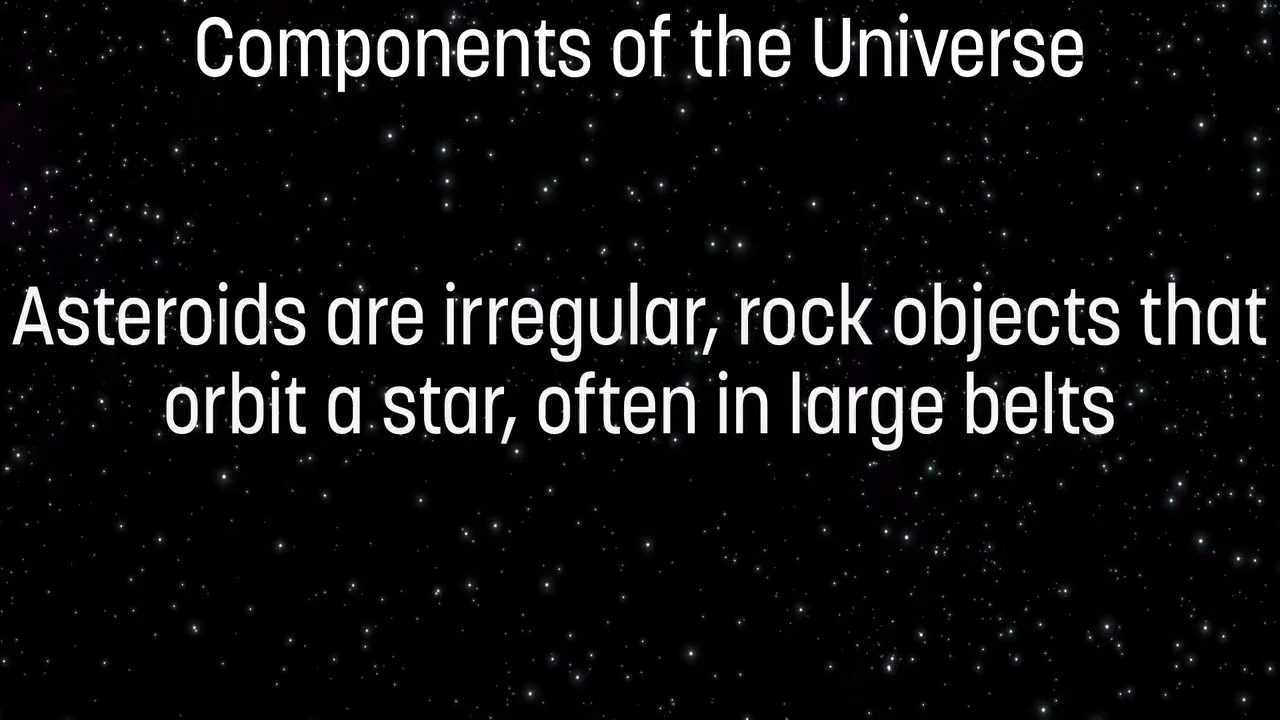 Components of the Universe
Asteroids are irregular, rock objects that
orbit a star, often in large belts